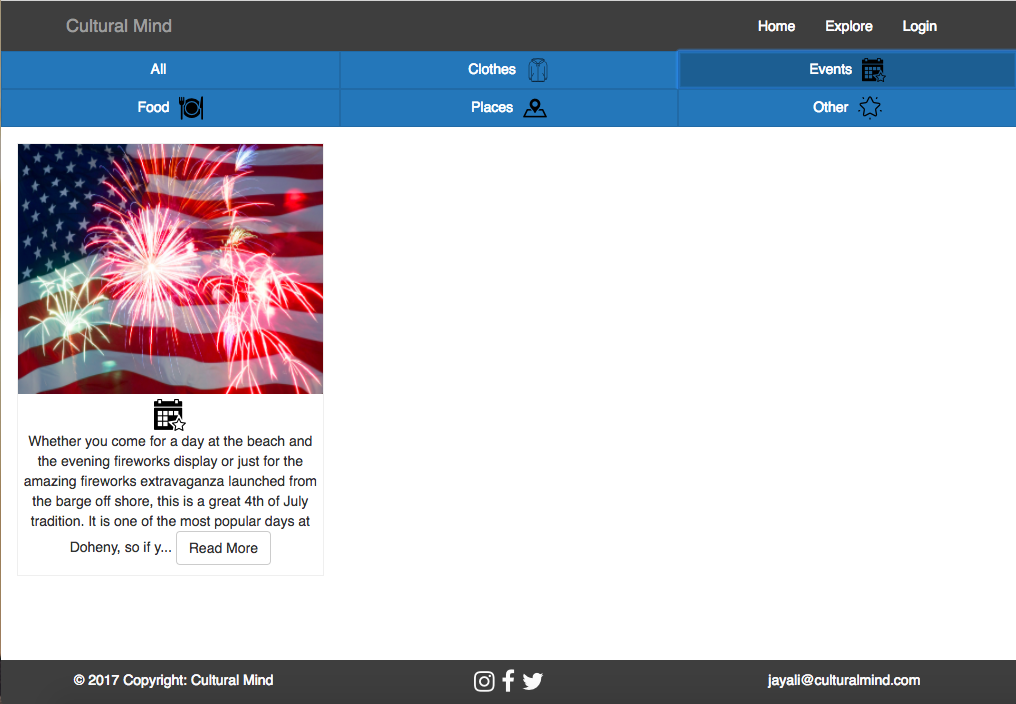 Cultural Mind
Home Explore Login
All Clothes Events
Food Places Other
Whether you come for a day at the beach and
the evening fireworks display or just for the
amazing fireworks extravaganza launched from
the barge off shore, this is a great 4th of July
tradition. It is one of the most popular days at
Doheny, so if y... Read More
© 2017 Copyright: Cultural Mind
jayali@culturalmind.com